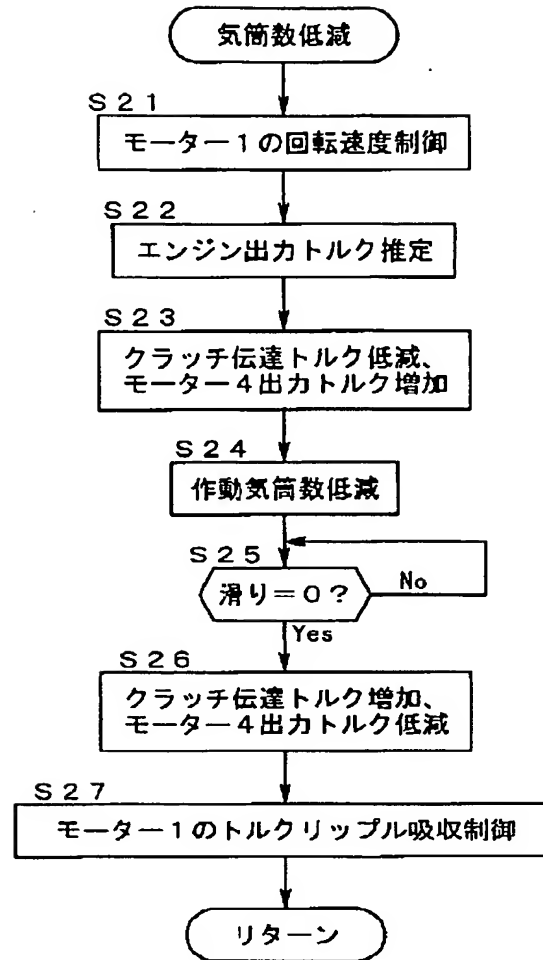 気筒数低減
S21
モーター1の回転速度制御
S22
エンジン出力トルク推定
S23
クラッチ伝達トルク低減、
モーター4出力トルク増加
S24
作動気筒数低減
S25
滑り=0?
No
Yes
S26
クラッチ伝達トルク増加、
モーター4出力トルク低減
S27
モーター1のトルクリップル吸収制御
リターン